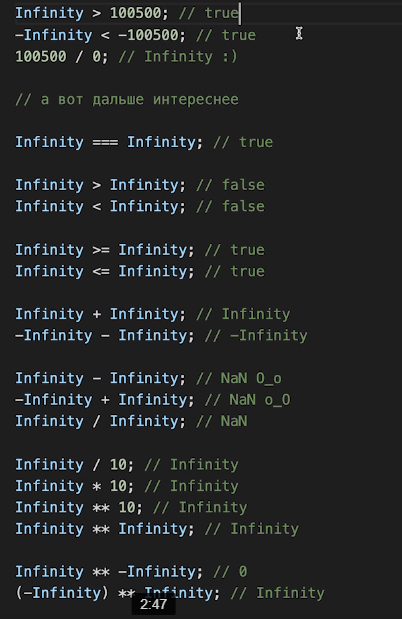 Infinity > 100500; // true
-Infinity < -100500; // true
100500 / 0; // Infinity :)
// а вот дальше интереснее
Infinity === Infinity; // true
Infinity > Infinity; // false
Infinity < Infinity; // false
Infinity >= Infinity; // true
Infinity <= Infinity; // true
Infinity + Infinity; // Infinity
-Infinity - Infinity; // -Infinity
Infinity - Infinity; // NaN O_o
-Infinity + Infinity; // NaN o_O
Infinity / Infinity; // NaN
Infinity / 10; // Infinity
Infinity * 10; // Infinity
Infinity ** 10; // Infinity
Infinity ** Infinity; // Infinity
Infinity ** -Infinity; // 0
(-Infinity) ** Infinity; // Infinity
2:47